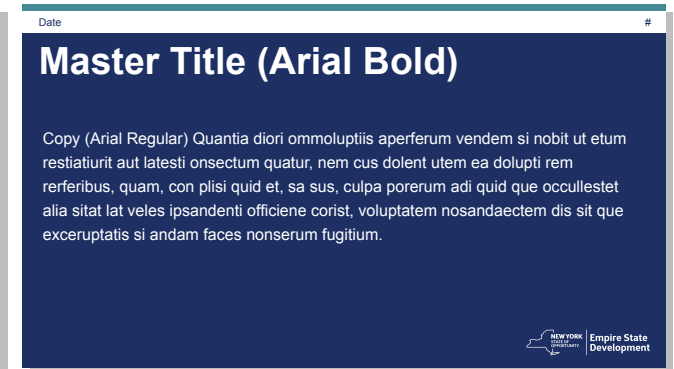 Date #
Master Title (Arial Bold)
Copy (Arial Regular) Quantia diori ommoluptiis aperferum vendem si nobit ut etum
restiatiurit aut latesti onsectum quatur, nem cus dolent utem ea dolupti rem
rerferibus, quam, con plisi quid et, sa sus, culpa porerum adi quid que occullestet
alia sitat lat veles ipsandenti officiene corist, voluptatem nosandaectem dis sit que
exceruptatis si andam faces nonserum fugitium.
NEW YORK
STATE OF
OPPORTUNITY.
Empire State
Development